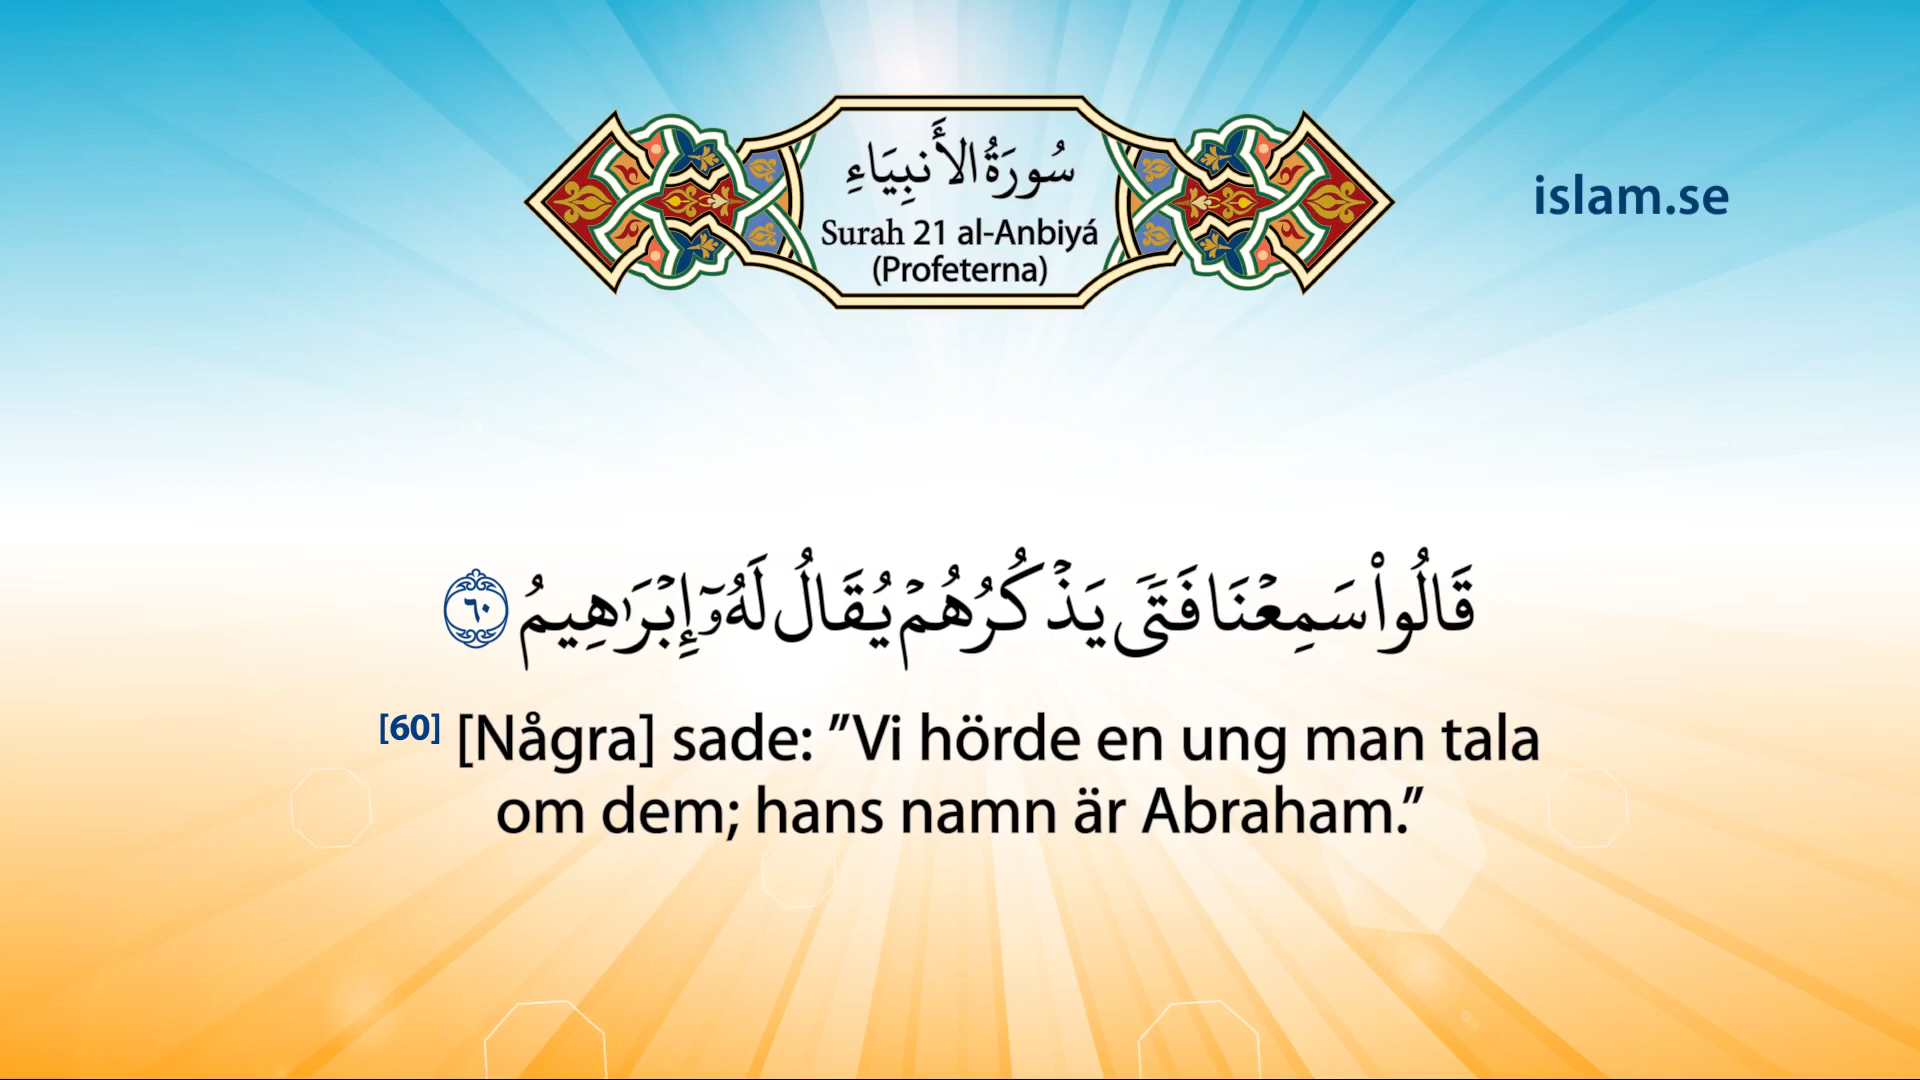 سُورَةُ الأَنبِيَاءِ
Surah 21 al-Anbiyá
(Profeterna)
islam.se
قَالُوا۟ سَمِعْنَا فَتًۭى يَذْكُرُهُمْ يُقَالُ لَهُۥٓ إِبْرَٰهِيمُ ٦٠
[60] [Några] sade: ”Vi hörde en ung man tala
om dem; hans namn är Abraham.”